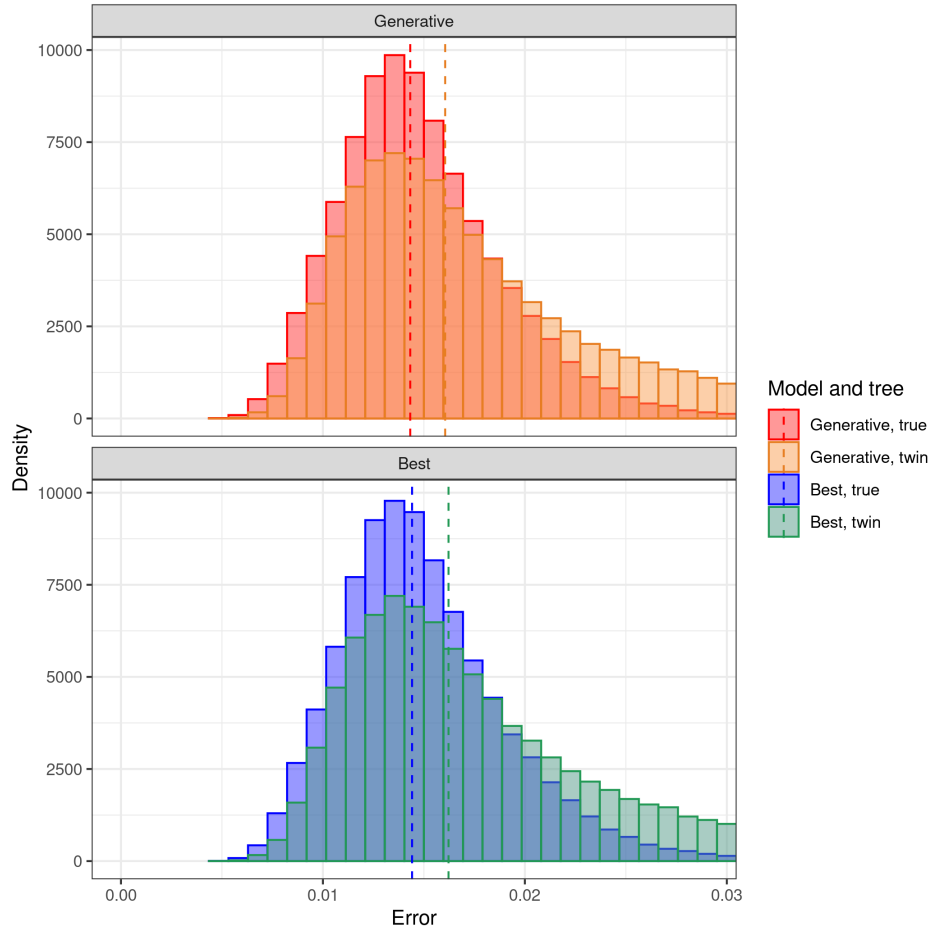 Generative
10000
7500
5000
2500
0
Best
10000
7500
5000
2500
0
0.00 0.01 0.02 0.03
Error
Density
Model and tree
Generative, true
Generative, twin
Best, true
Best, twin